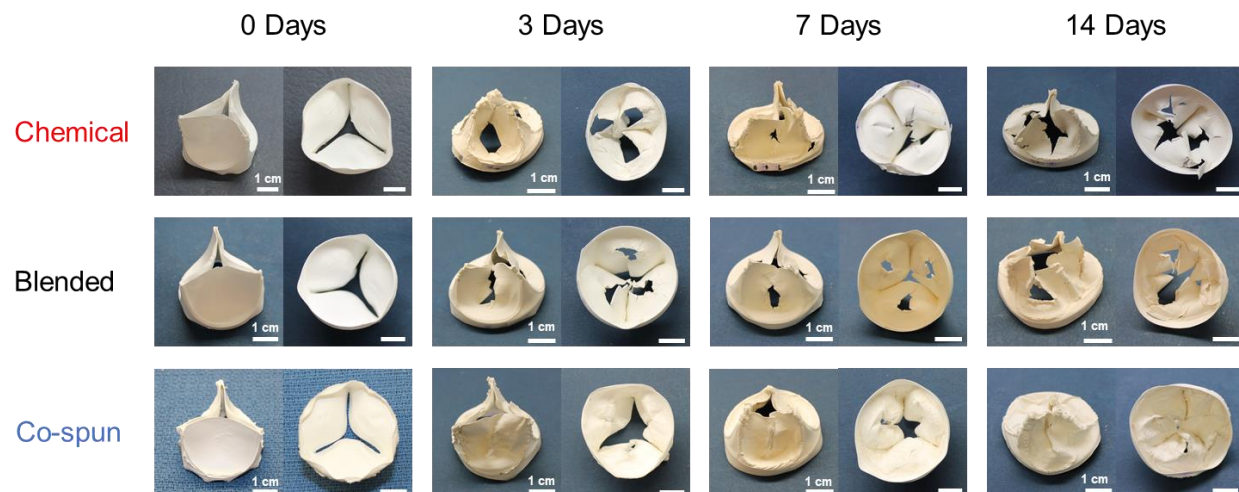 0 Days 3 Days 7 Days 14 Days
Chemical
1 cm 1 cm 1 cm 1 cm
Blended
1 cm 1 cm 1 cm 1 cm
Co-spun
1 cm 1 cm 1 cm 1 cm